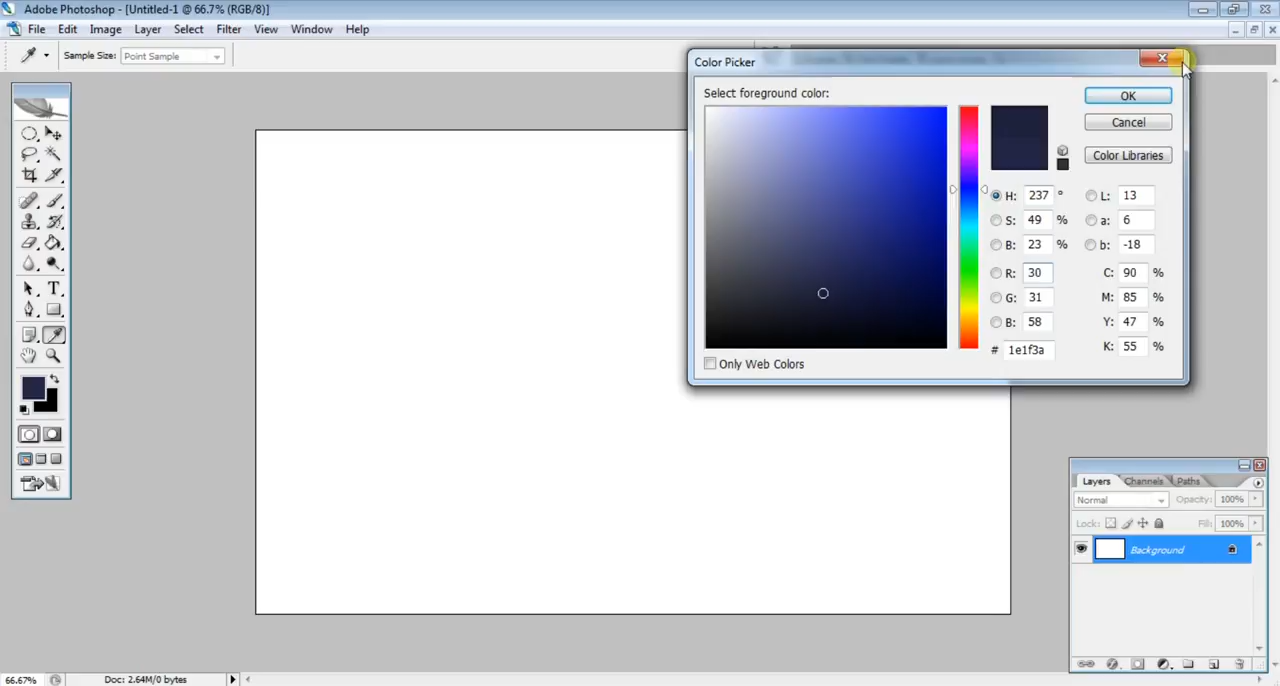 Adobe Photoshop - [Untitled-1 @ 66.7% (RGB/8)]
File Edit Image Layer Select Filter View Window Help
Sample Size: Point Sample
Color Picker
Select foreground color:
OK
Cancel
Color Libraries
H: 237 ° L: 13
S: 49 % a: 6
B: 23 % b: -18
R: 30 C: 90 %
G: 31 M: 85 %
B: 58 Y: 47 %
# 1e1f3a K: 55 %
Only Web Colors
T
Layers Channels Paths
Normal Opacity: 100%
Lock: Fill: 100%
Background
66.67% Doc: 2.64M/0 bytes